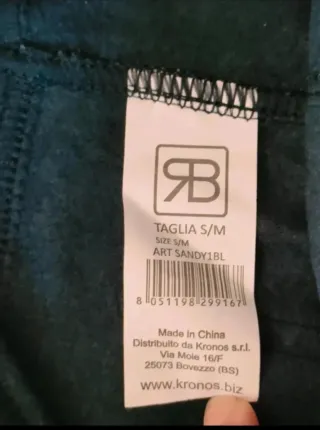 RB
TAGLIA S/M
SIZE S/M
ART SANDY1BL
8 051198 299167
Made in China
Distribuito da Kronos s.r.l.
Via Mola 16/F
25073 Bovezzo (BS)
www.kronos.biz